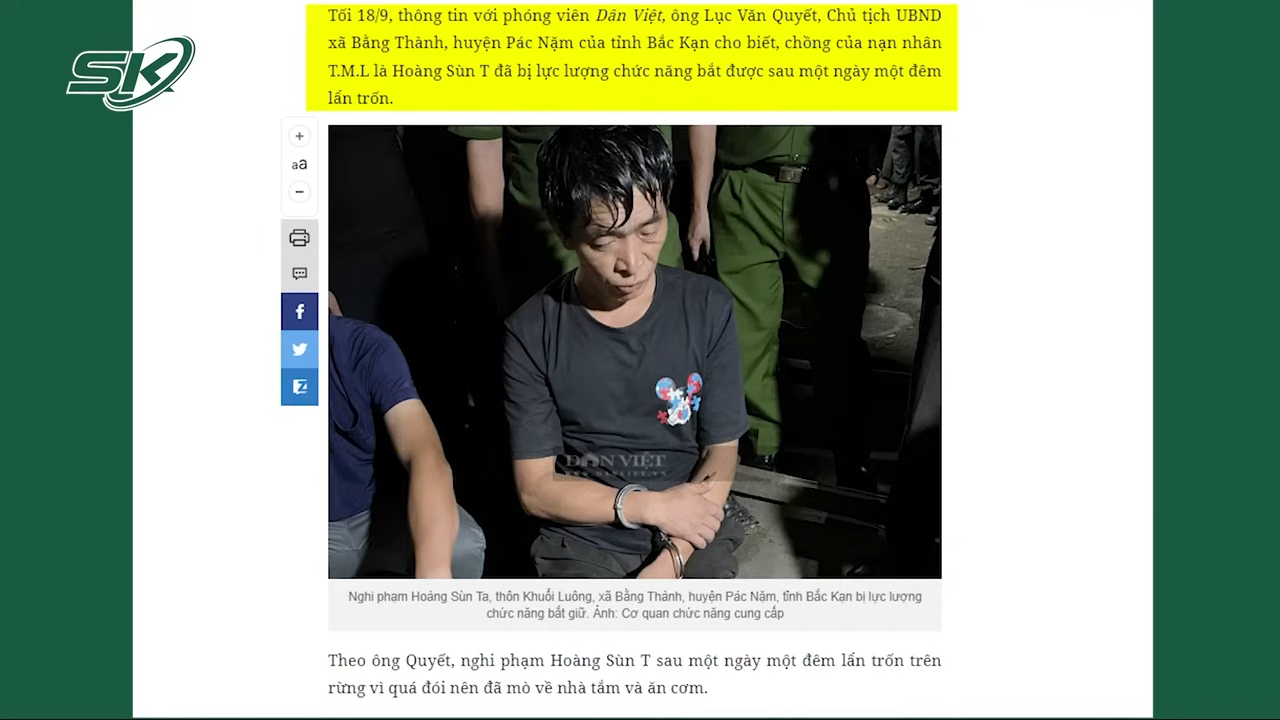 Tối 18/9, thông tin với phóng viên Dân Việt, ông Lục Văn Quyết, Chủ tịch UBND
xã Bằng Thành, huyện Pác Nặm của tỉnh Bắc Kạn cho biết, chồng của nạn nhân
T.M.L là Hoàng Sùn T đã bị lực lượng chức năng bắt được sau một ngày một đêm
lẩn trốn.
SK
+
aa
−
f
Z
DÂN VIỆT
WWW.DANVIET.VN
Nghi phạm Hoàng Sùn Ta, thôn Khuổi Luông, xã Bằng Thành, huyện Pác Nặm, tỉnh Bắc Kạn bị lực lượng
chức năng bắt giữ. Ảnh: Cơ quan chức năng cung cấp
Theo ông Quyết, nghi phạm Hoàng Sùn T sau một ngày một đêm lẩn trốn trên
rừng vì quá đói nên đã mò về nhà tắm và ăn cơm.